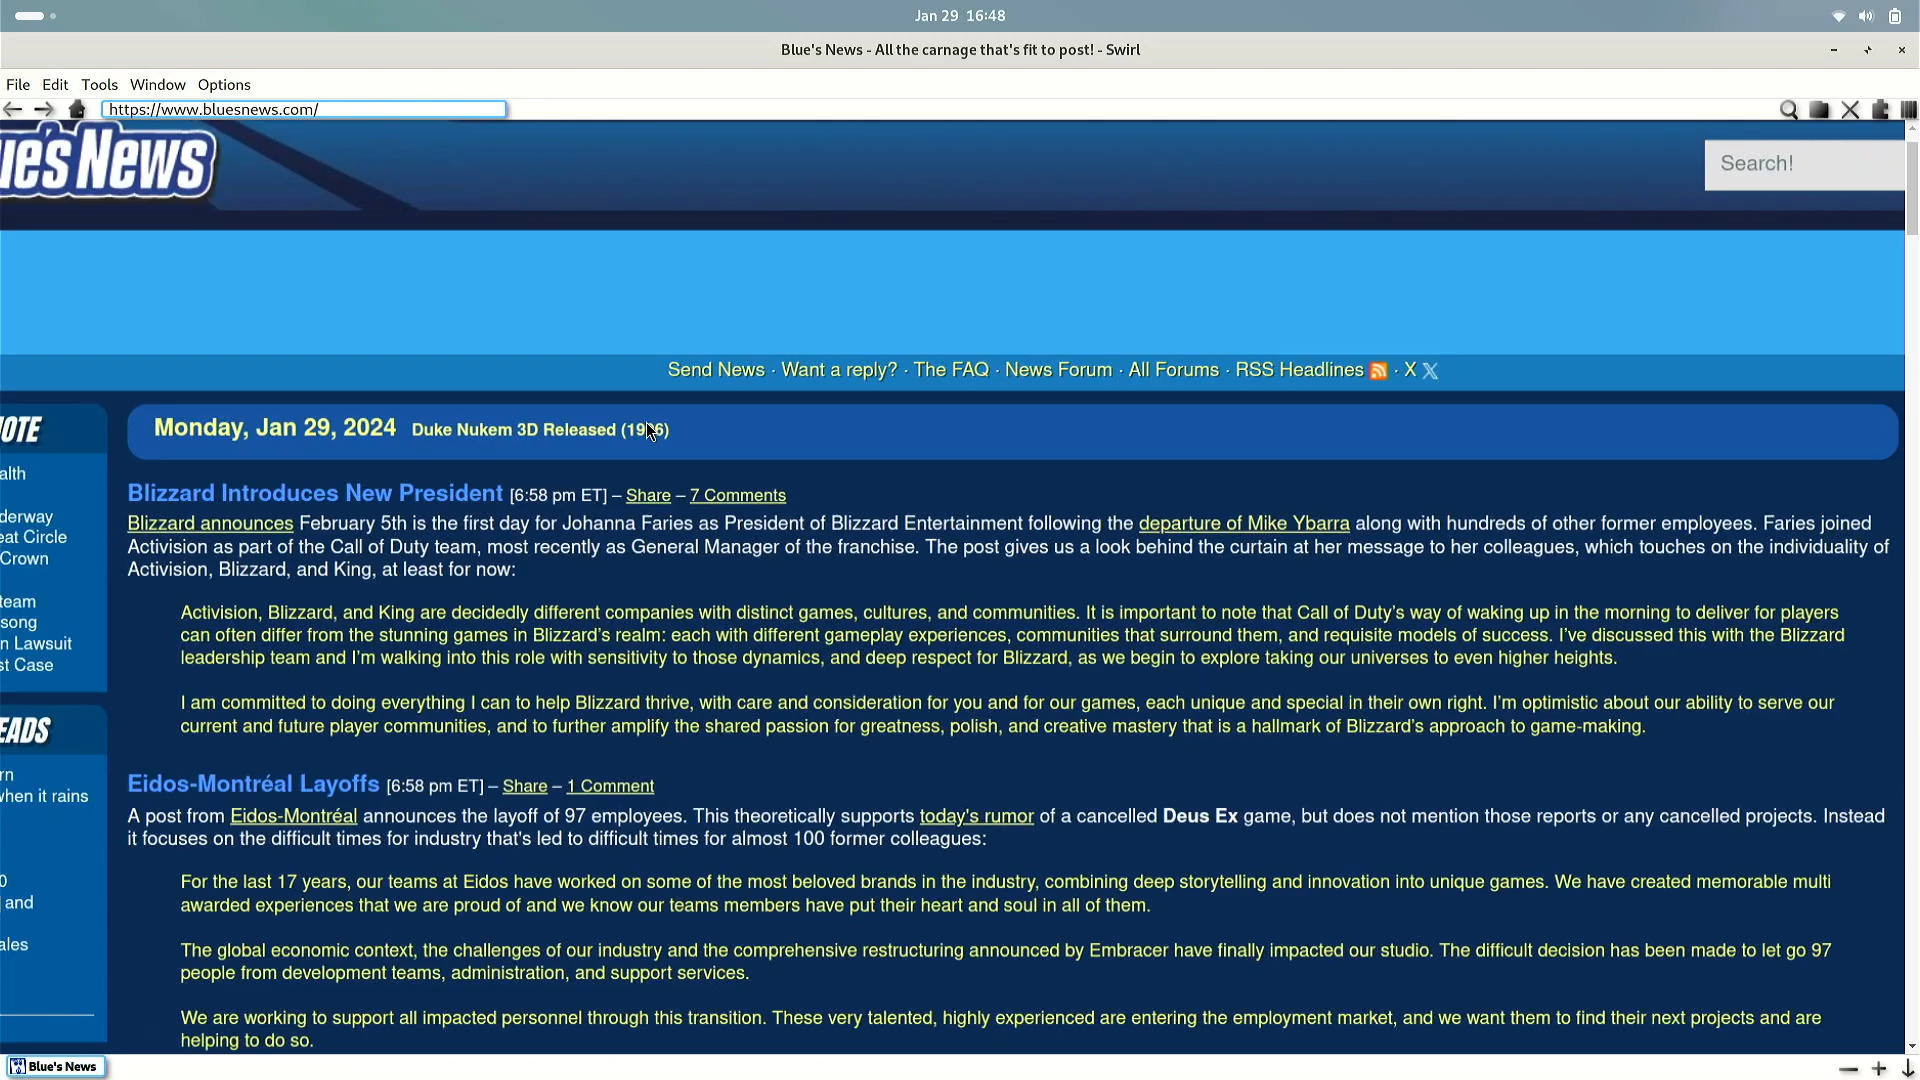 Jan 29 16:48
Blue's News - All the carnage that's fit to post! - Swirl
File Edit Tools Window Options
https://www.bluesnews.com/
ue's News
Search!
Send News · Want a reply? · The FAQ · News Forum · All Forums · RSS Headlines · X
OTE
alth
derway
eat Circle
Crown
team
song
n Lawsuit
st Case
EADS
rn
when it rains
0
and
ales
Monday, Jan 29, 2024 Duke Nukem 3D Released (1996)
Blizzard Introduces New President [6:58 pm ET] – Share – 7 Comments
Blizzard announces February 5th is the first day for Johanna Faries as President of Blizzard Entertainment following the departure of Mike Ybarra along with hundreds of other former employees. Faries joined
Activision as part of the Call of Duty team, most recently as General Manager of the franchise. The post gives us a look behind the curtain at her message to her colleagues, which touches on the individuality of
Activision, Blizzard, and King, at least for now:
Activision, Blizzard, and King are decidedly different companies with distinct games, cultures, and communities. It is important to note that Call of Duty’s way of waking up in the morning to deliver for players
can often differ from the stunning games in Blizzard’s realm: each with different gameplay experiences, communities that surround them, and requisite models of success. I’ve discussed this with the Blizzard
leadership team and I’m walking into this role with sensitivity to those dynamics, and deep respect for Blizzard, as we begin to explore taking our universes to even higher heights.
I am committed to doing everything I can to help Blizzard thrive, with care and consideration for you and for our games, each unique and special in their own right. I’m optimistic about our ability to serve our
current and future player communities, and to further amplify the shared passion for greatness, polish, and creative mastery that is a hallmark of Blizzard’s approach to game-making.
Eidos-Montréal Layoffs [6:58 pm ET] – Share – 1 Comment
A post from Eidos-Montréal announces the layoff of 97 employees. This theoretically supports today's rumor of a cancelled Deus Ex game, but does not mention those reports or any cancelled projects. Instead
it focuses on the difficult times for industry that's led to difficult times for almost 100 former colleagues:
For the last 17 years, our teams at Eidos have worked on some of the most beloved brands in the industry, combining deep storytelling and innovation into unique games. We have created memorable multi
awarded experiences that we are proud of and we know our teams members have put their heart and soul in all of them.
The global economic context, the challenges of our industry and the comprehensive restructuring announced by Embracer have finally impacted our studio. The difficult decision has been made to let go 97
people from development teams, administration, and support services.
We are working to support all impacted personnel through this transition. These very talented, highly experienced are entering the employment market, and we want them to find their next projects and are
helping to do so.
Blue's News